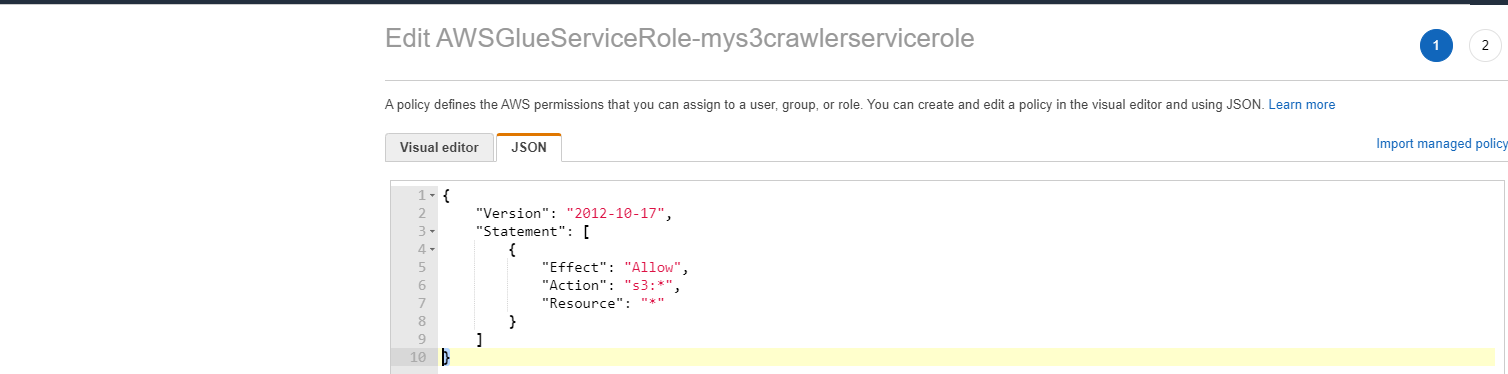 Edit AWSGlueServiceRole-mys3crawlerservicerole
1 2
A policy defines the AWS permissions that you can assign to a user, group, or role. You can create and edit a policy in the visual editor and using JSON. Learn more
Visual editor JSON
Import managed policy
1 {
2 "Version": "2012-10-17",
3 "Statement": [
4 {
5 "Effect": "Allow",
6 "Action": "s3:*",
7 "Resource": "*"
8 }
9 ]
10 }